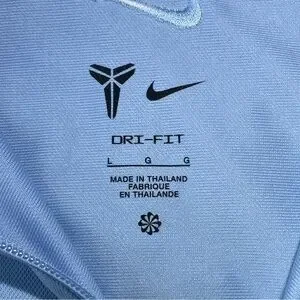 DRI-FIT
L G G
MADE IN THAILAND
FABRIQUE
EN THAILANDE